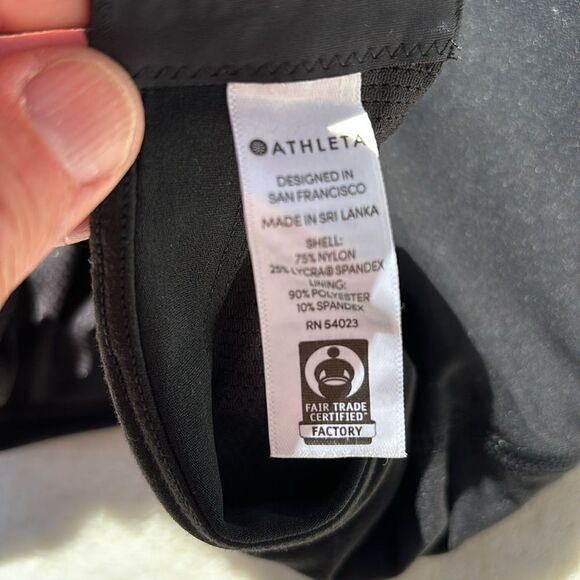 ATHLETA
DESIGNED IN
SAN FRANCISCO
MADE IN SRI LANKA
SHELL:
75% NYLON
25% LYCRA® SPANDEX
LINING:
90% POLYESTER
10% SPANDEX
RN 54023
FAIR TRADE
CERTIFIED™
FACTORY